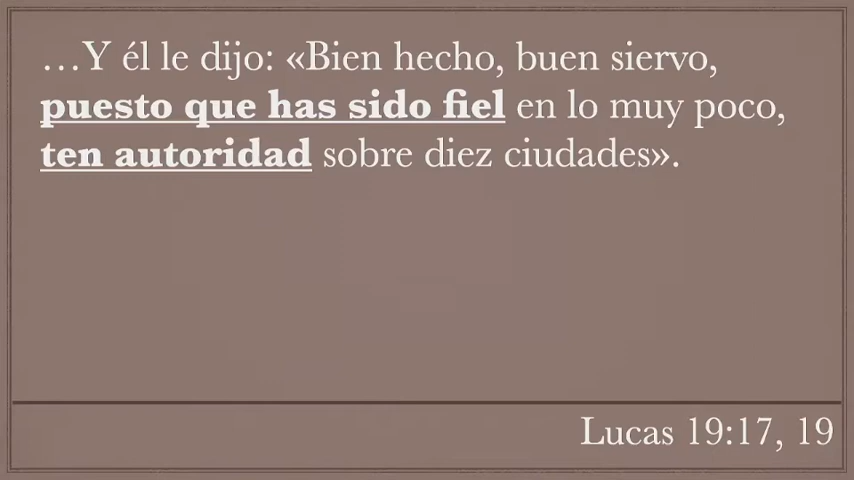 …Y él le dijo: «Bien hecho, buen siervo,
puesto que has sido fiel en lo muy poco,
ten autoridad sobre diez ciudades».
Lucas 19:17, 19